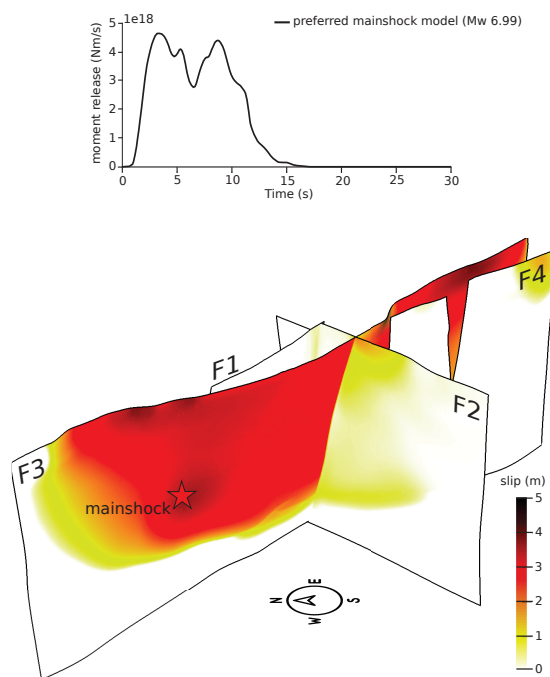 1e18
preferred mainshock model (Mw 6.99)
5
4
3
2
1
0
moment release (Nm/s)
0 5 10 15 20 25 30
Time (s)
F4
F1
F2
F3
mainshock
slip (m)
5
4
3
2
1
0
E
N S
W